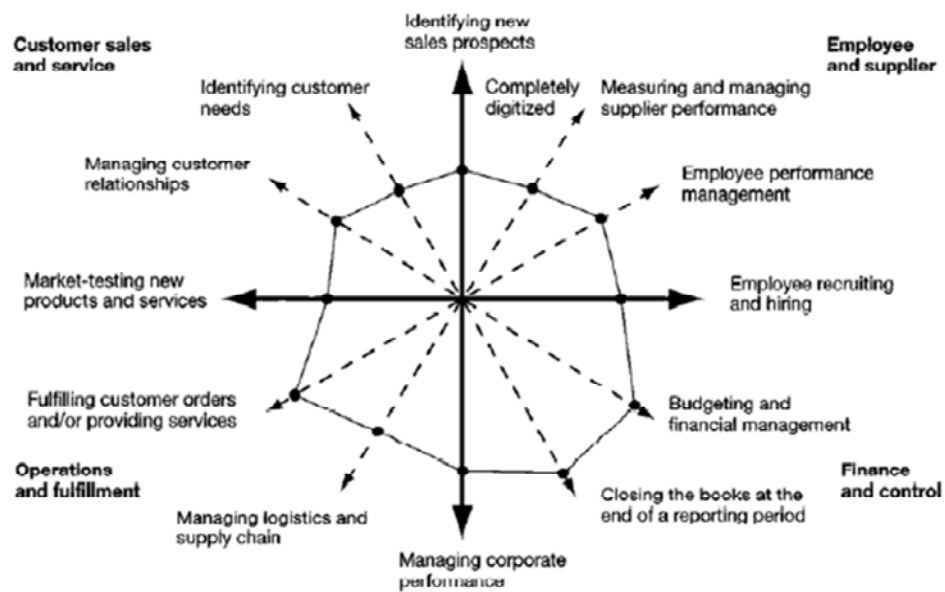 Identifying new
sales prospects
Customer sales
and service
Employee
and supplier
Identifying customer
needs
Completely
digitized
Measuring and managing
supplier performance
Managing customer
relationships
Employee performance
management
Market-testing new
products and services
Employee recruiting
and hiring
Fulfilling customer orders
and/or providing services
Budgeting and
financial management
Operations
and fulfillment
Finance
and control
Closing the books at the
end of a reporting period
Managing logistics and
supply chain
Managing corporate
performance